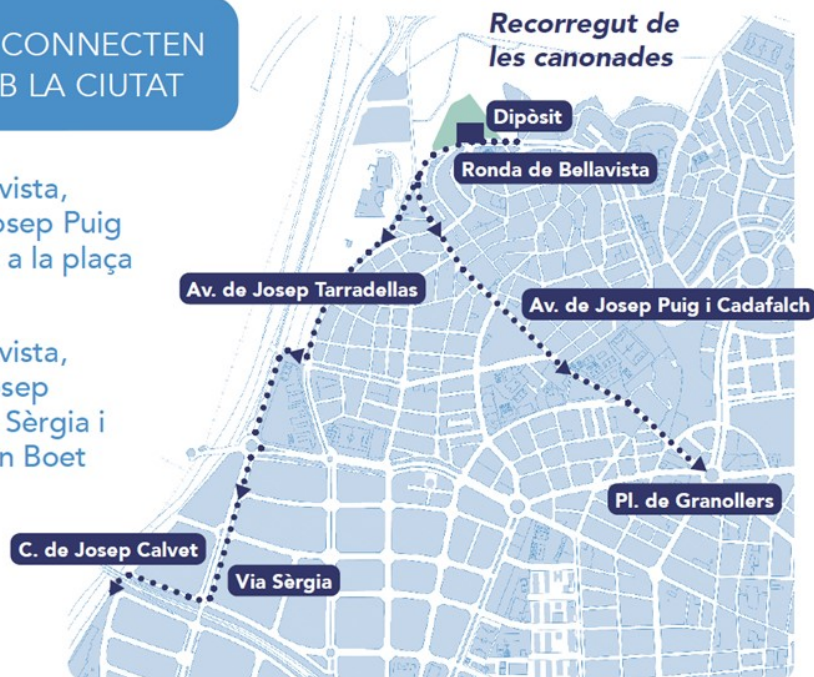 CONNECTEN
B LA CIUTAT
vista,
osep Puig
a la plaça
vista,
osep
Sèrgia i
n Boet
Recorregut de
les canonades
Dipòsit
Ronda de Bellavista
Av. de Josep Tarradellas
Av. de Josep Puig i Cadafalch
Pl. de Granollers
C. de Josep Calvet
Via Sèrgia